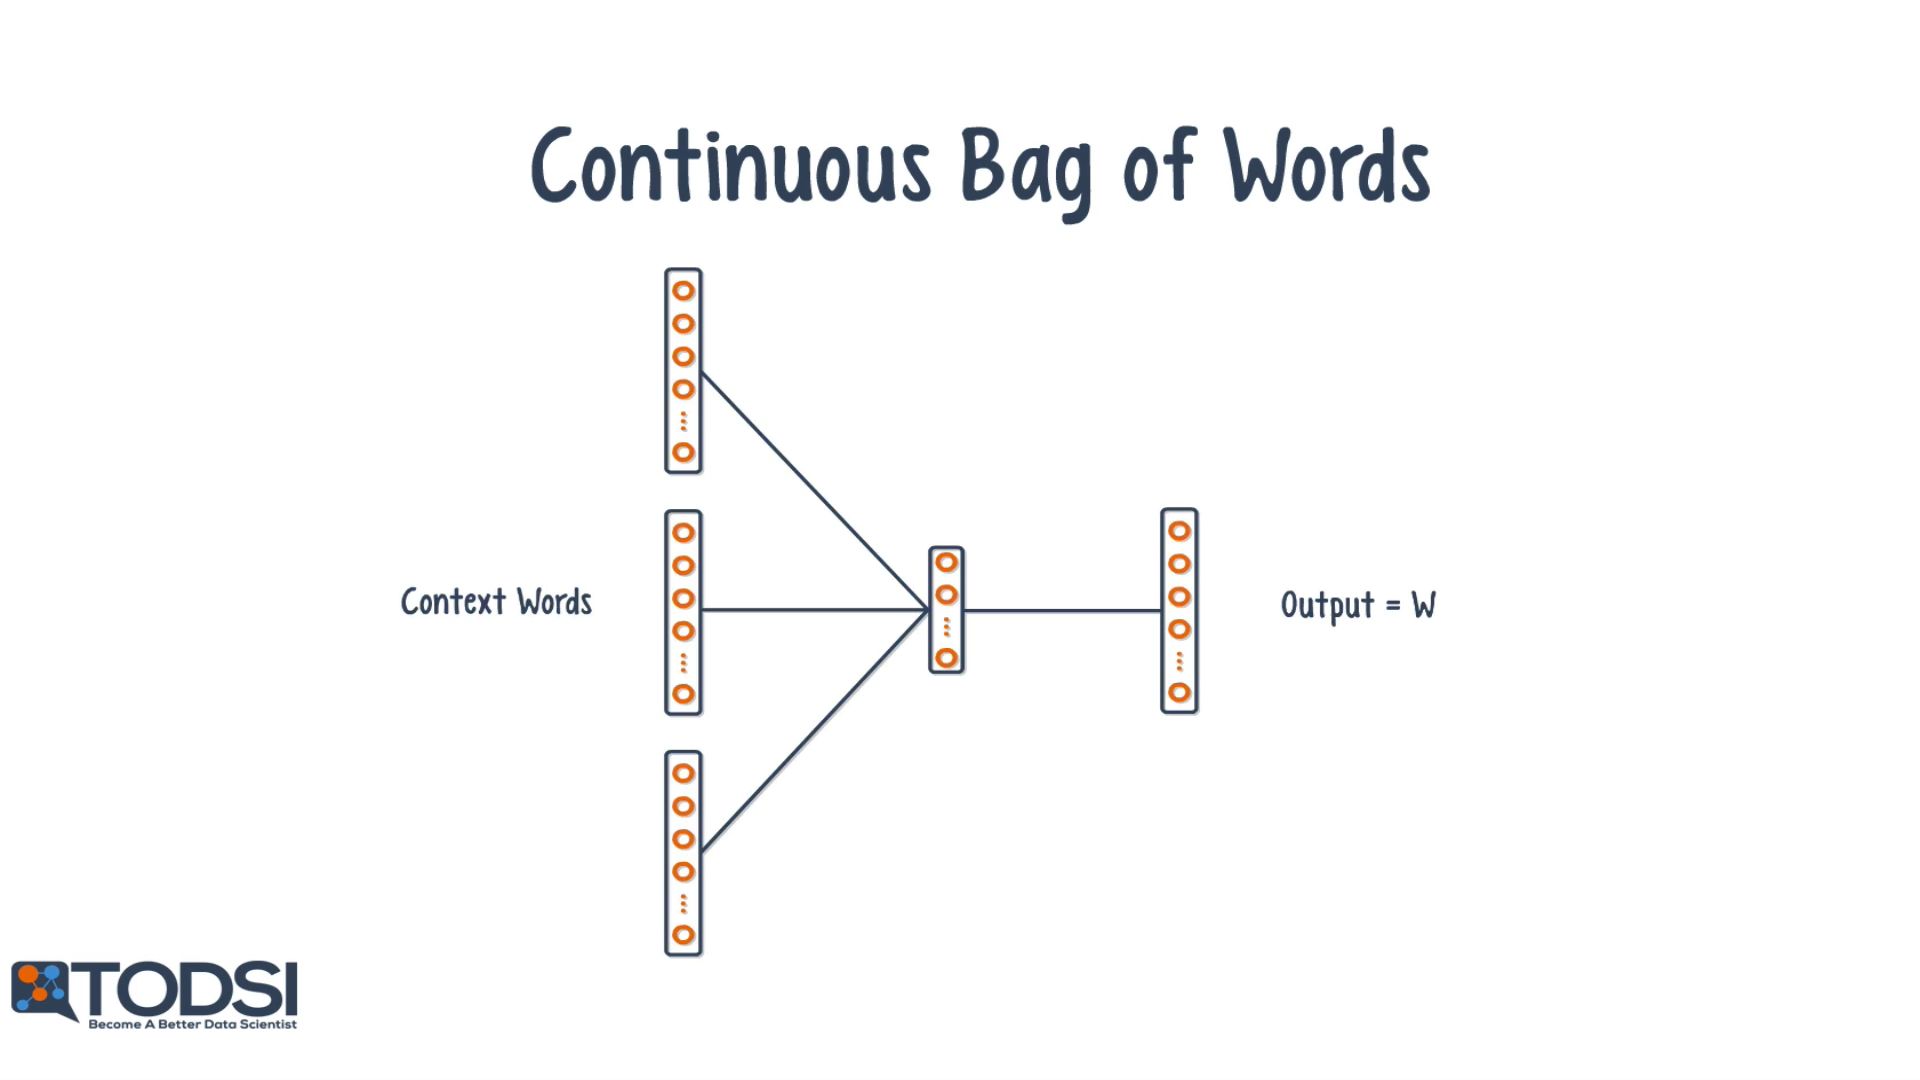 Continuous Bag of Words
Context Words
Output = W
TODSI
Become A Better Data Scientist